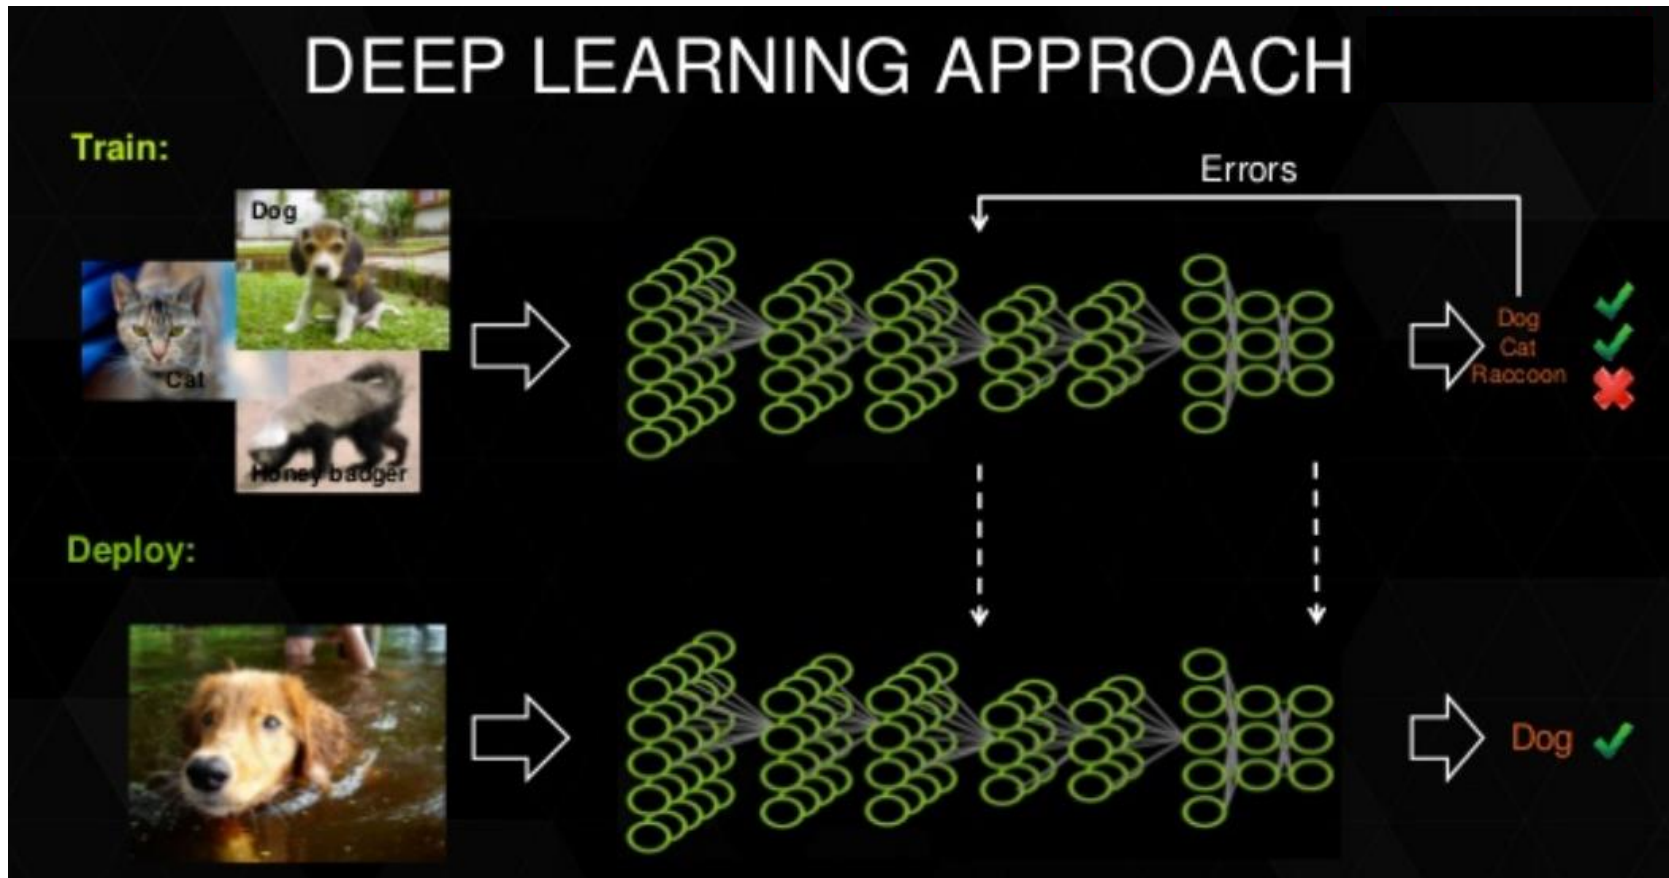 DEEP LEARNING APPROACH
Train:
Errors
Dog
Cat
Honey badger
Dog
Cat
Raccoon
Deploy:
Dog